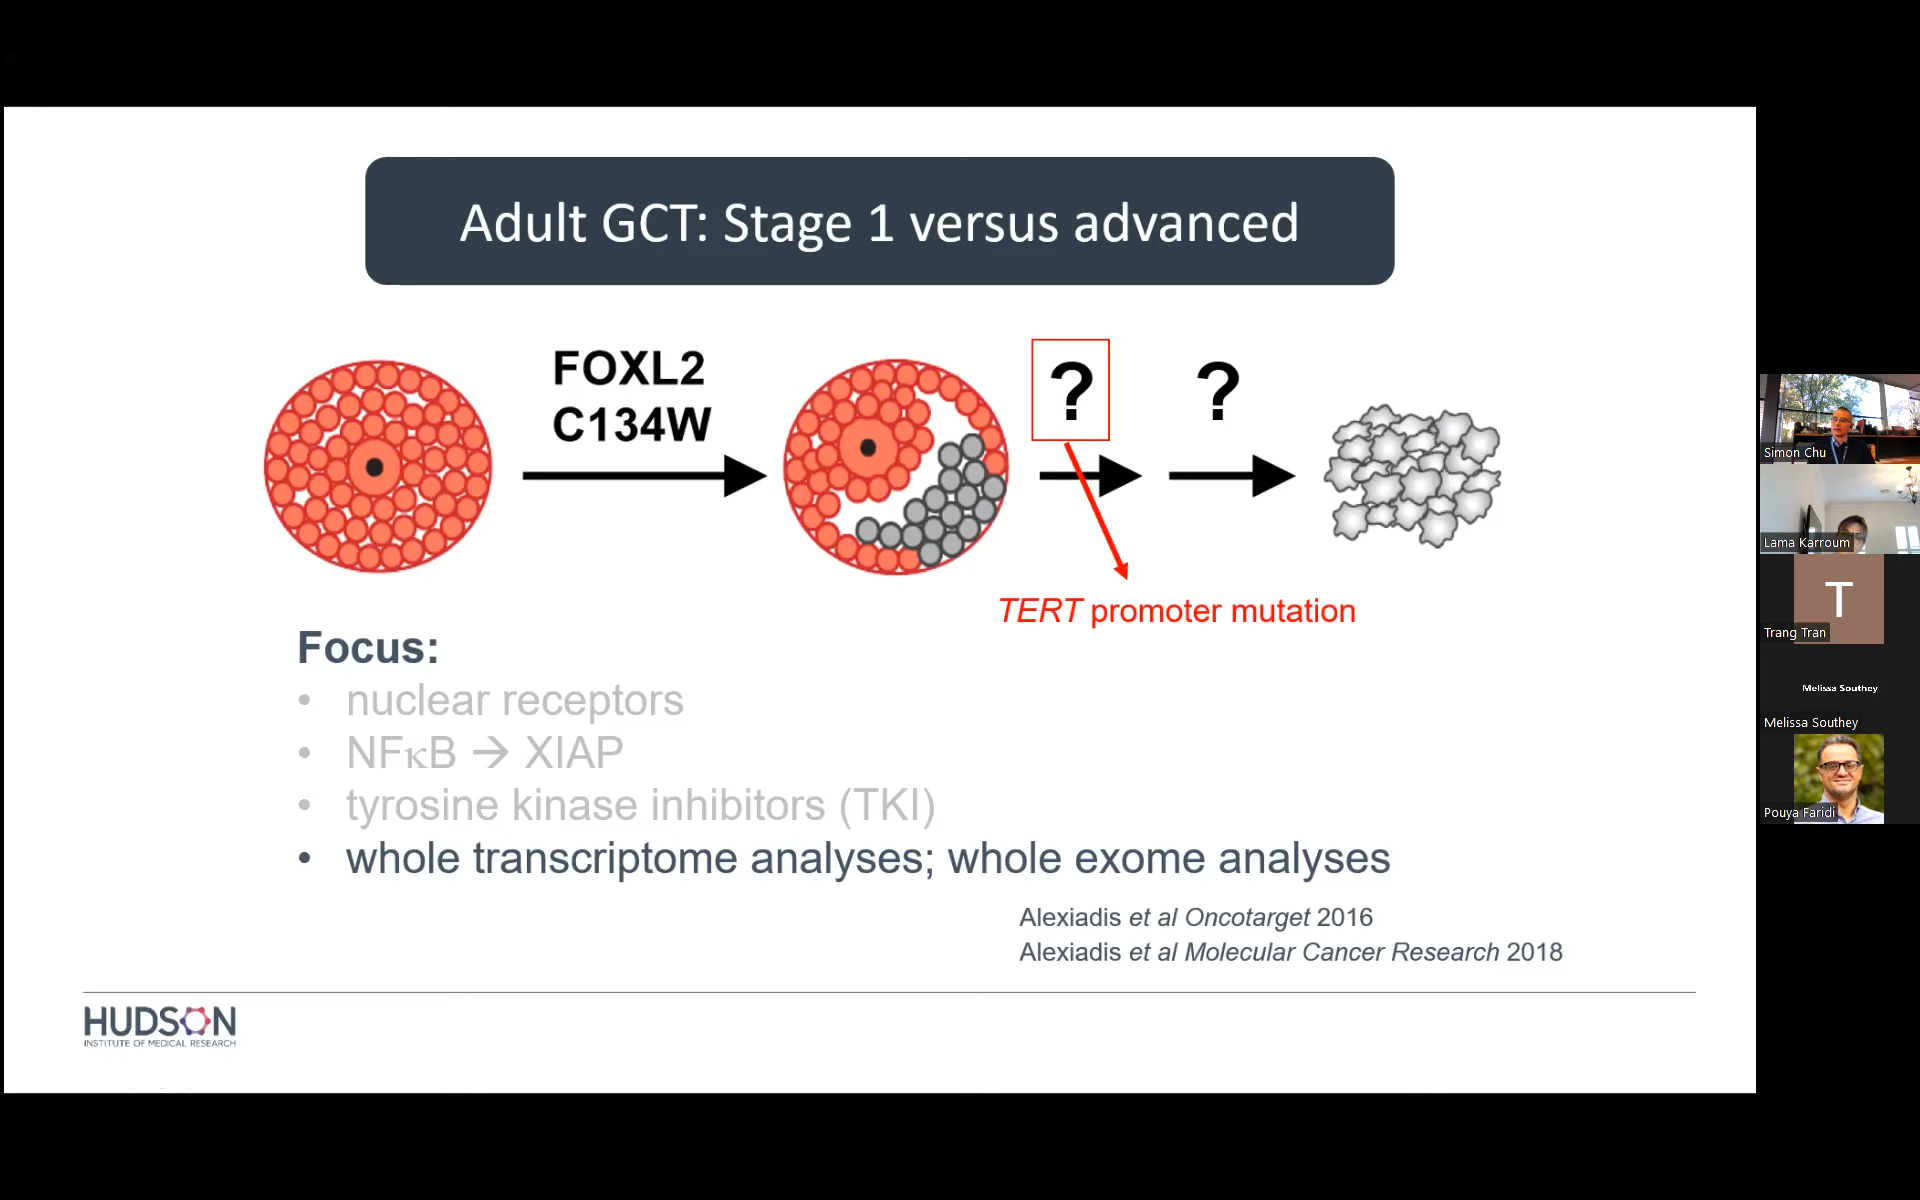 Adult GCT: Stage 1 versus advanced
FOXL2
C134W
?
?
TERT promoter mutation
Focus:
• nuclear receptors
• NFκB → XIAP
• tyrosine kinase inhibitors (TKI)
• whole transcriptome analyses; whole exome analyses
Alexiadis et al Oncotarget 2016
Alexiadis et al Molecular Cancer Research 2018
HUDSON
INSTITUTE OF MEDICAL RESEARCH
Simon Chu
Lama Karroum
T
Trang Tran
Melissa Southey
Melissa Southey
Pouya Faridi